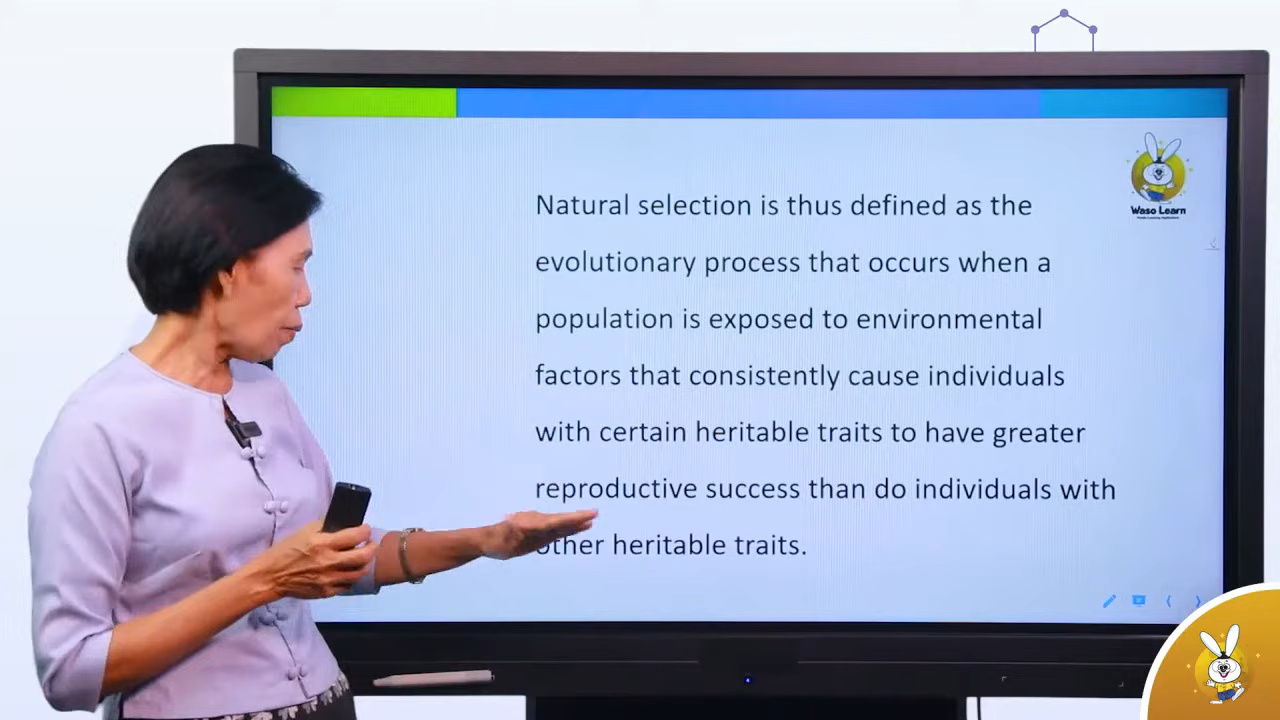 Natural selection is thus defined as the
evolutionary process that occurs when a
population is exposed to environmental
factors that consistently cause individuals
with certain heritable traits to have greater
reproductive success than do individuals with
other heritable traits.
Waso Learn